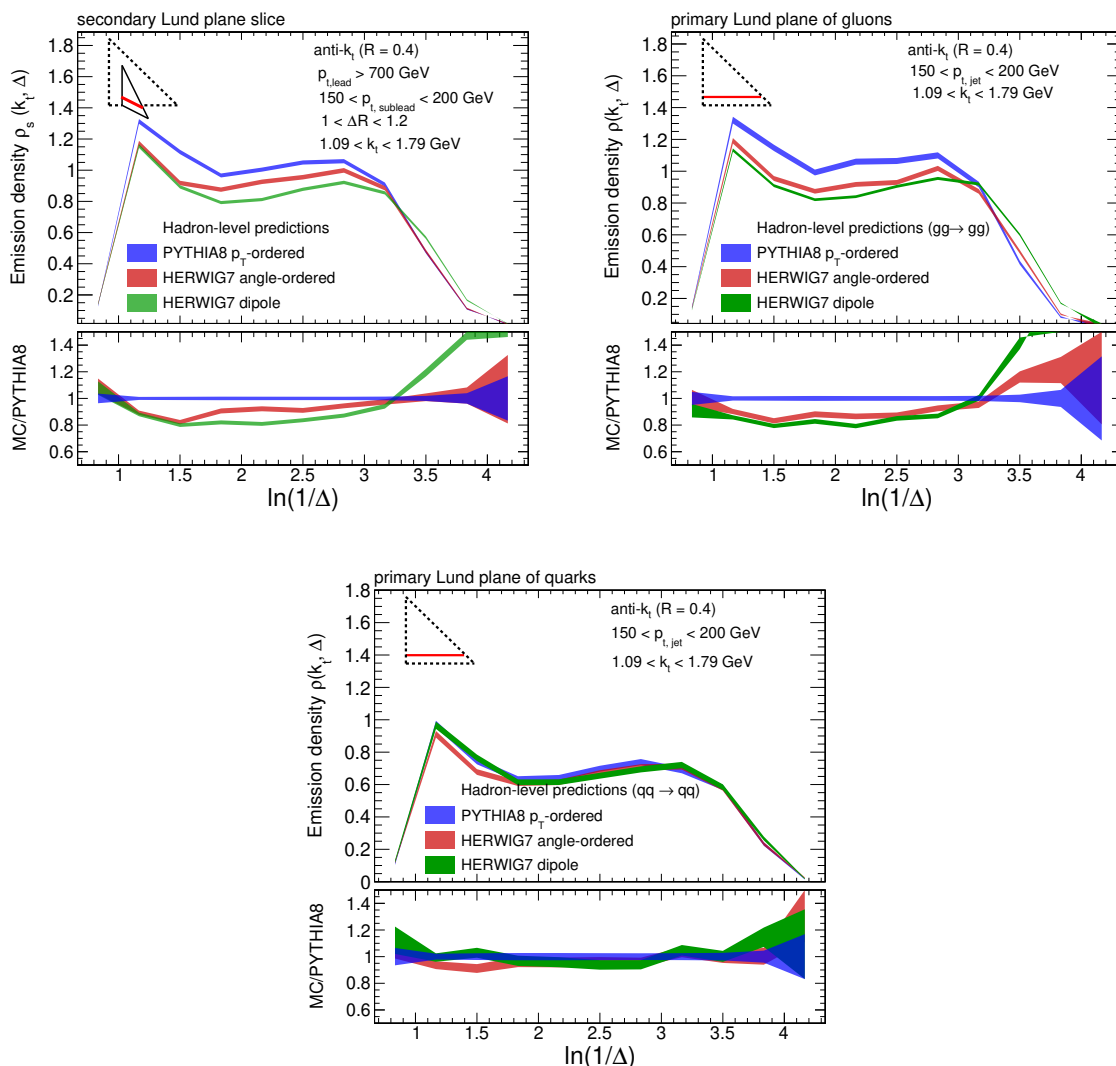 secondary Lund plane slice
Emission density ρs (kt, Δ)
1.8
1.6
1.4
1.2
1
0.8
0.6
0.4
0.2
anti-kt (R = 0.4)
pt,lead > 700 GeV
150 < pt, sublead < 200 GeV
1 < ΔR < 1.2
1.09 < kt < 1.79 GeV
Hadron-level predictions
PYTHIA8 pT-ordered
HERWIG7 angle-ordered
HERWIG7 dipole
MC/PYTHIA8
1.4
1.2
1
0.8
0.6
1 1.5 2 2.5 3 3.5 4
ln(1/Δ)
primary Lund plane of gluons
Emission density ρ(kt, Δ)
1.8
1.6
1.4
1.2
1
0.8
0.6
0.4
0.2
anti-kt (R = 0.4)
150 < pt, jet < 200 GeV
1.09 < kt < 1.79 GeV
Hadron-level predictions (gg→ gg)
PYTHIA8 pT-ordered
HERWIG7 angle-ordered
HERWIG7 dipole
MC/PYTHIA8
1.4
1.2
1
0.8
0.6
1 1.5 2 2.5 3 3.5 4
ln(1/Δ)
primary Lund plane of quarks
Emission density ρ(kt, Δ)
1.8
1.6
1.4
1.2
1
0.8
0.6
0.4
0.2
0
anti-kt (R = 0.4)
150 < pt, jet < 200 GeV
1.09 < kt < 1.79 GeV
Hadron-level predictions (qq → qq)
PYTHIA8 pT-ordered
HERWIG7 angle-ordered
HERWIG7 dipole
MC/PYTHIA8
1.4
1.2
1
0.8
0.6
1 1.5 2 2.5 3 3.5 4
ln(1/Δ)